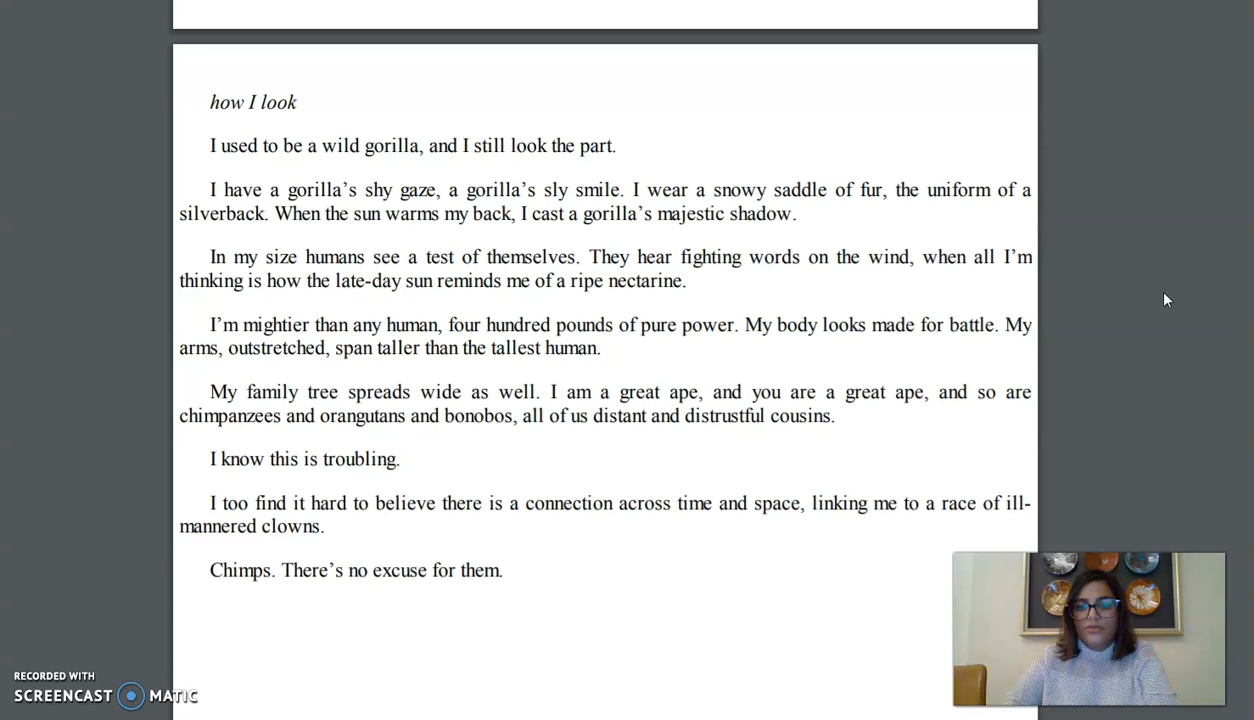 how I look
I used to be a wild gorilla, and I still look the part.
I have a gorilla’s shy gaze, a gorilla’s sly smile. I wear a snowy saddle of fur, the uniform of a
silverback. When the sun warms my back, I cast a gorilla’s majestic shadow.
In my size humans see a test of themselves. They hear fighting words on the wind, when all I’m
thinking is how the late-day sun reminds me of a ripe nectarine.
I’m mightier than any human, four hundred pounds of pure power. My body looks made for battle. My
arms, outstretched, span taller than the tallest human.
My family tree spreads wide as well. I am a great ape, and you are a great ape, and so are
chimpanzees and orangutans and bonobos, all of us distant and distrustful cousins.
I know this is troubling.
I too find it hard to believe there is a connection across time and space, linking me to a race of ill-
mannered clowns.
Chimps. There’s no excuse for them.
RECORDED WITH
SCREENCAST MATIC